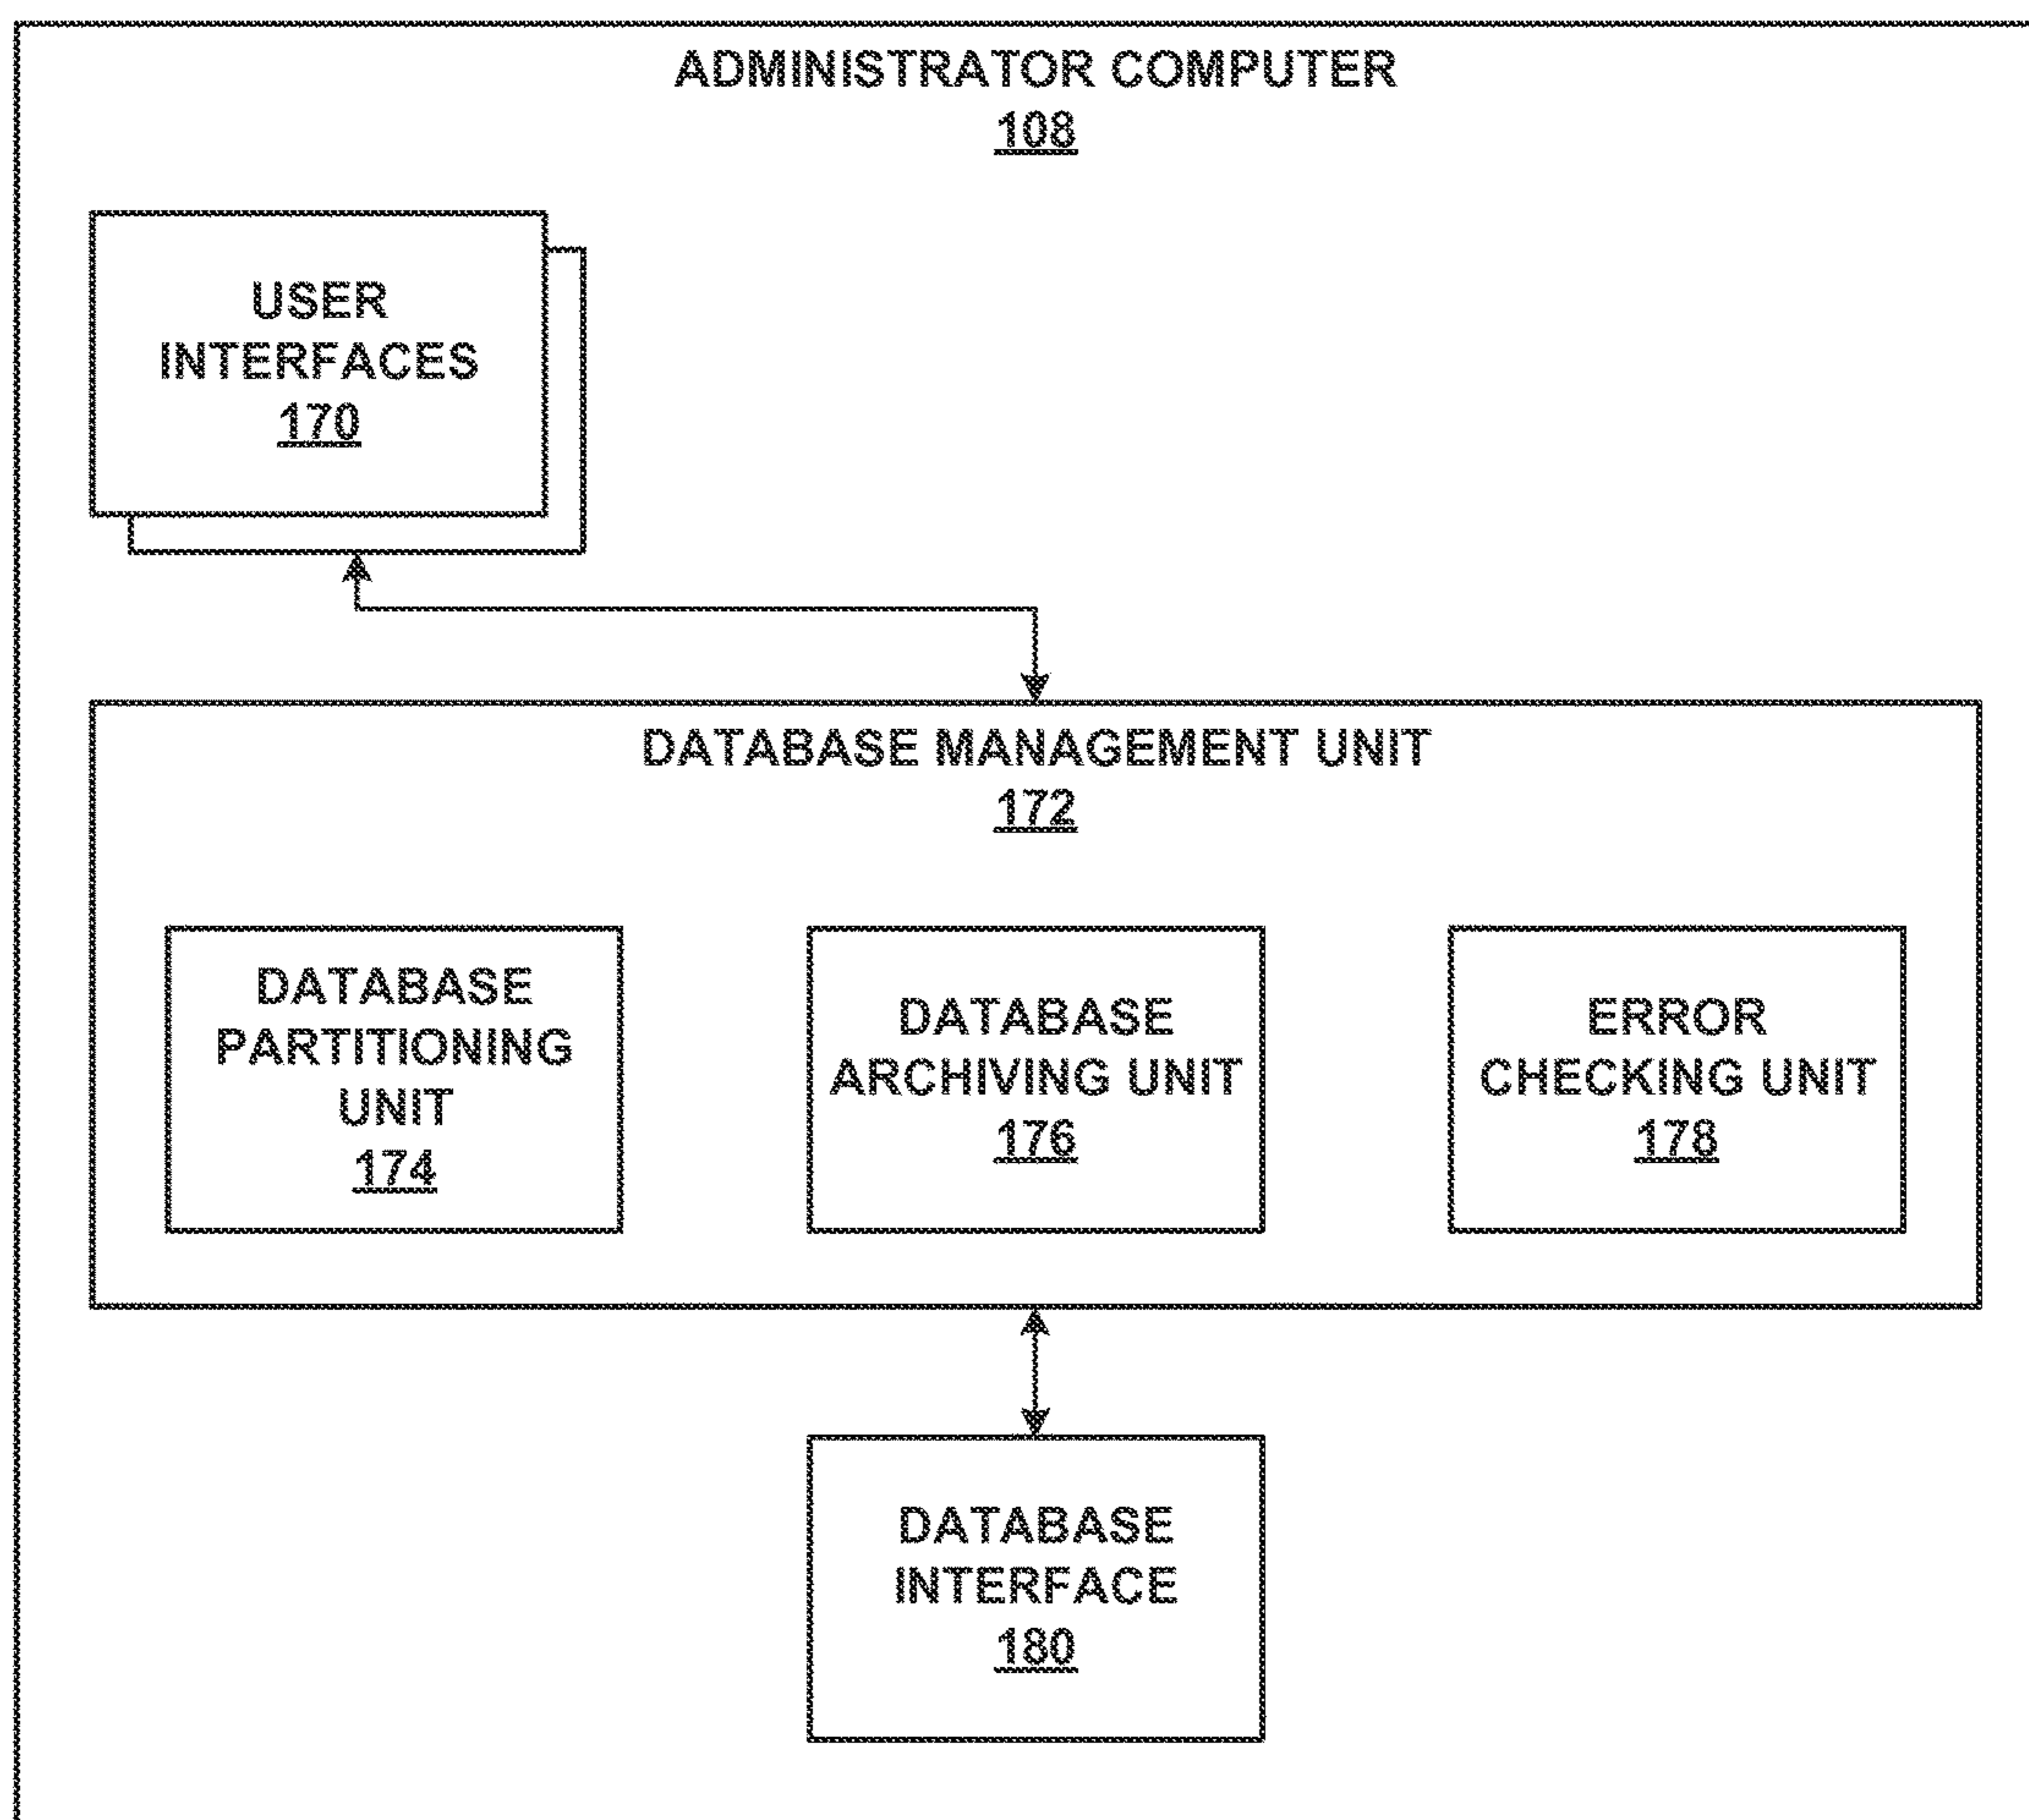 ADMINISTRATOR COMPUTER
108
USER
INTERFACES
170
DATABASE MANAGEMENT UNIT
172
DATABASE
PARTITIONING
UNIT
174
DATABASE
ARCHIVING UNIT
176
ERROR
CHECKING UNIT
178
DATABASE
INTERFACE
180